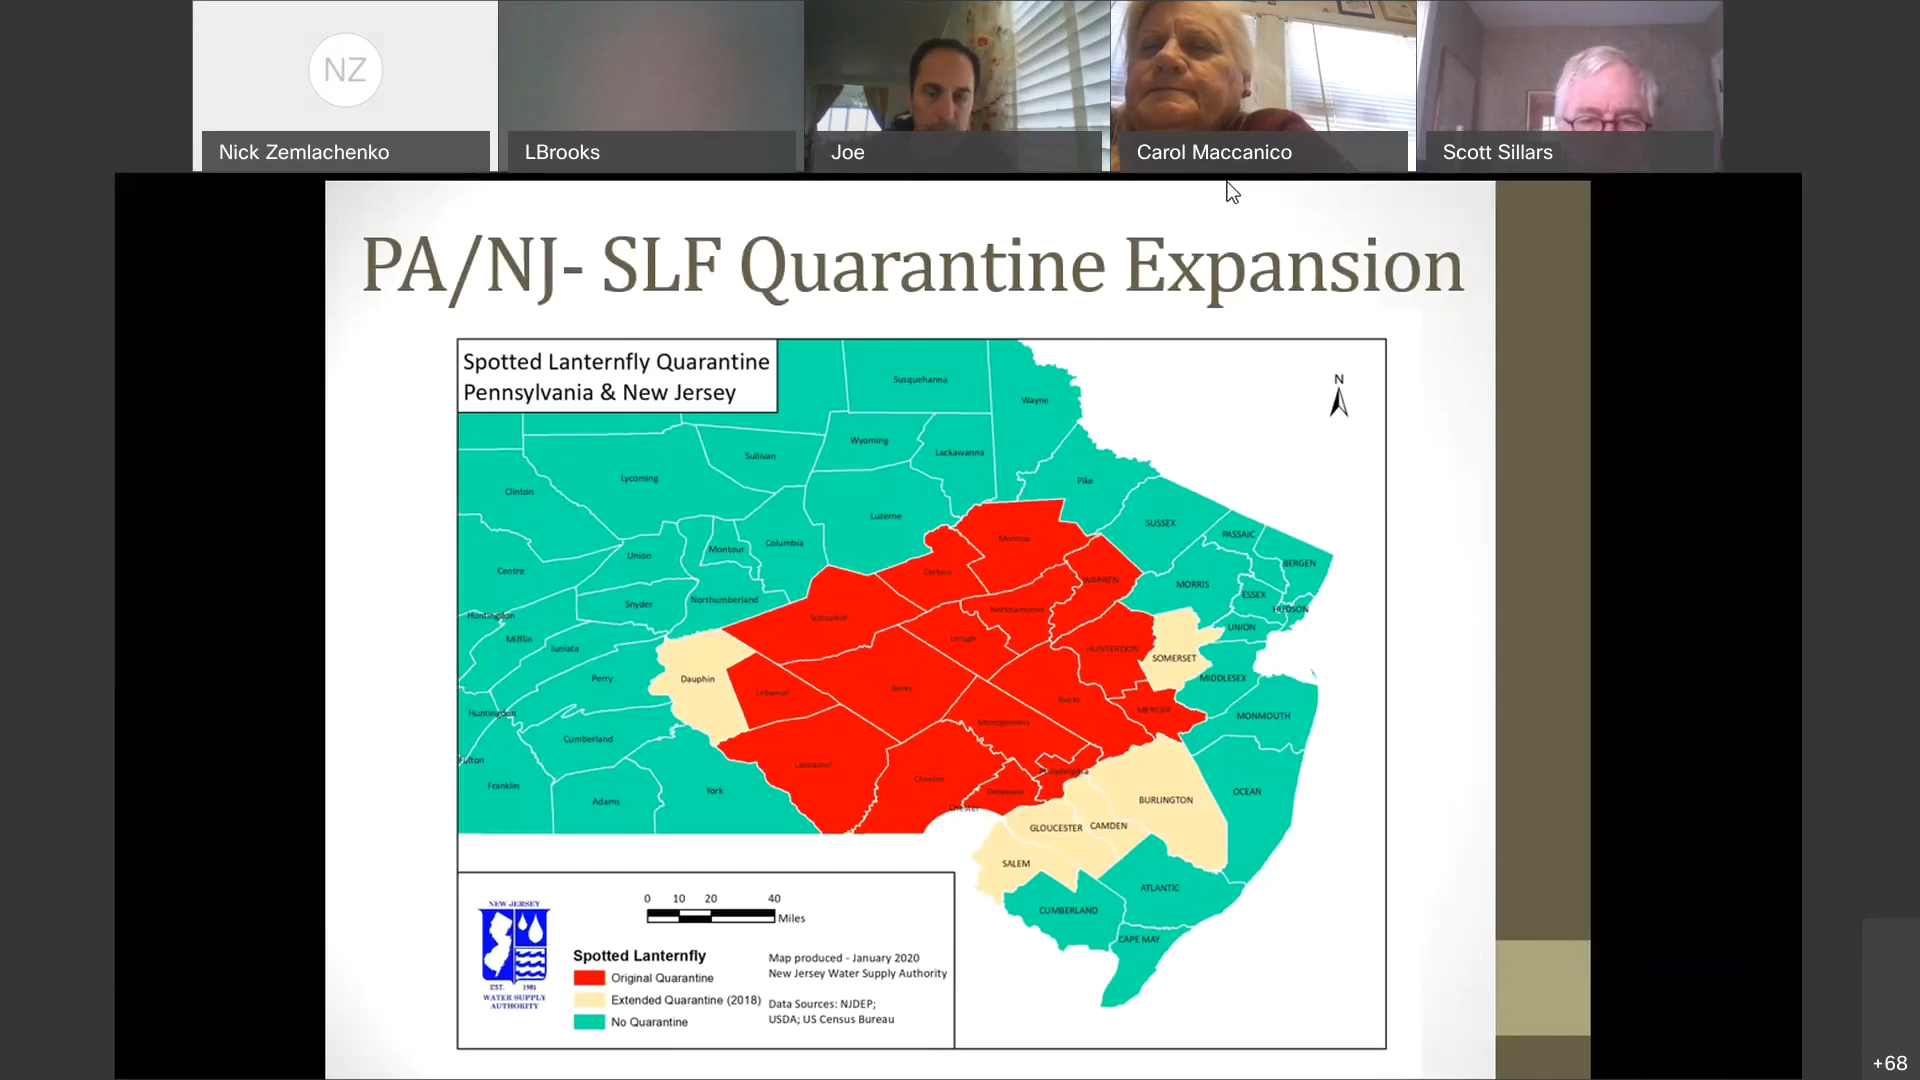 NZ
Nick Zemlachenko
LBrooks
Joe
Carol Maccanico
Scott Sillars
PA/NJ- SLF Quarantine Expansion
Spotted Lanternfly Quarantine
Pennsylvania & New Jersey
N
Susquehanna
Wayne
Wyoming
Lackawanna
Sullivan
Lycoming
Clinton
Pike
Luzerne
SUSSEX
PASSAIC
Monroe
Columbia
Montour
Union
BERGEN
Centre
Carbon
WARREN
MORRIS
ESSEX
Northumberland
Snyder
HUDSON
Huntingdon
Schuylkill
Northampton
UNION
Mifflin
Lehigh
Juniata
HUNTERDON
SOMERSET
Perry
Dauphin
MIDDLESEX
Lebanon
Berks
Bucks
Huntingdon
MERCER
MONMOUTH
Montgomery
Cumberland
Lancaster
Philadelphia
Chester
Franklin
York
Delaware
OCEAN
Adams
BURLINGTON
Chester
GLOUCESTER
CAMDEN
SALEM
ATLANTIC
CUMBERLAND
CAPE MAY
0 10 20 40
Miles
NEW JERSEY
EST. 1981
WATER SUPPLY
AUTHORITY
Spotted Lanternfly
Original Quarantine
Extended Quarantine (2018)
No Quarantine
Map produced - January 2020
New Jersey Water Supply Authority
Data Sources: NJDEP;
USDA; US Census Bureau
+68